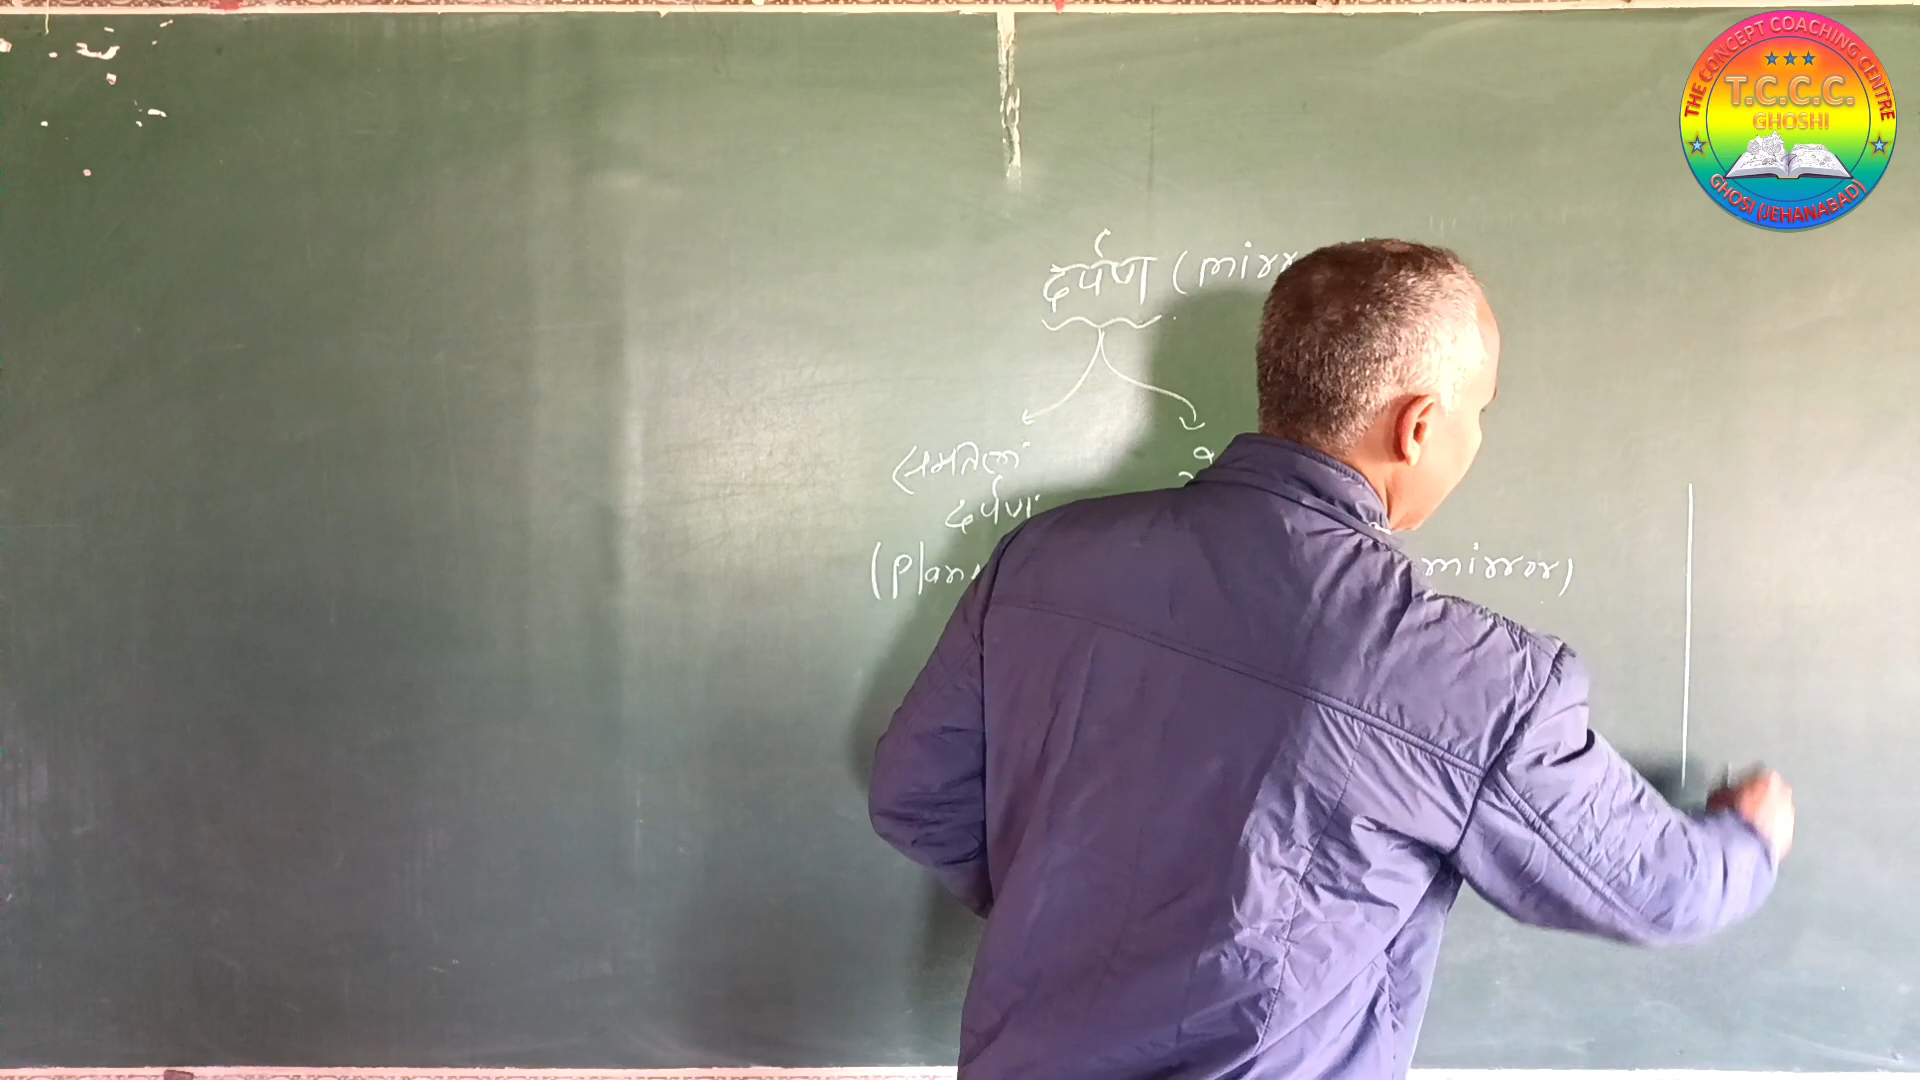 THE CONCEPT COACHING CENTRE
T.C.C.C.
GHOSHI
GHOSI (JEHANABAD)
दर्पण (mirr
समतल
दर्पण
(Plan
mirror)